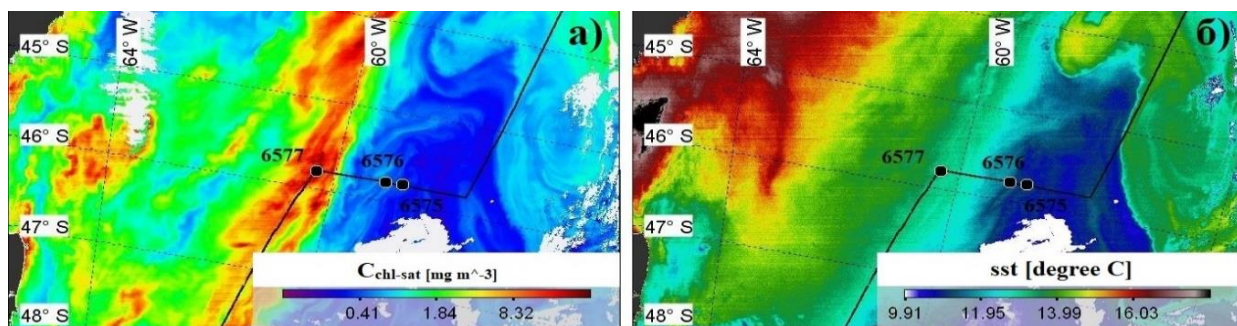 a)
45° S
64° W
60° W
46° S
6577
6576
6575
47° S
48° S
C chl-sat [mg m^-3]
0.41 1.84 8.32
б)
45° S
64° W
60° W
46° S
6577
6576
6575
47° S
48° S
sst [degree C]
9.91 11.95 13.99 16.03